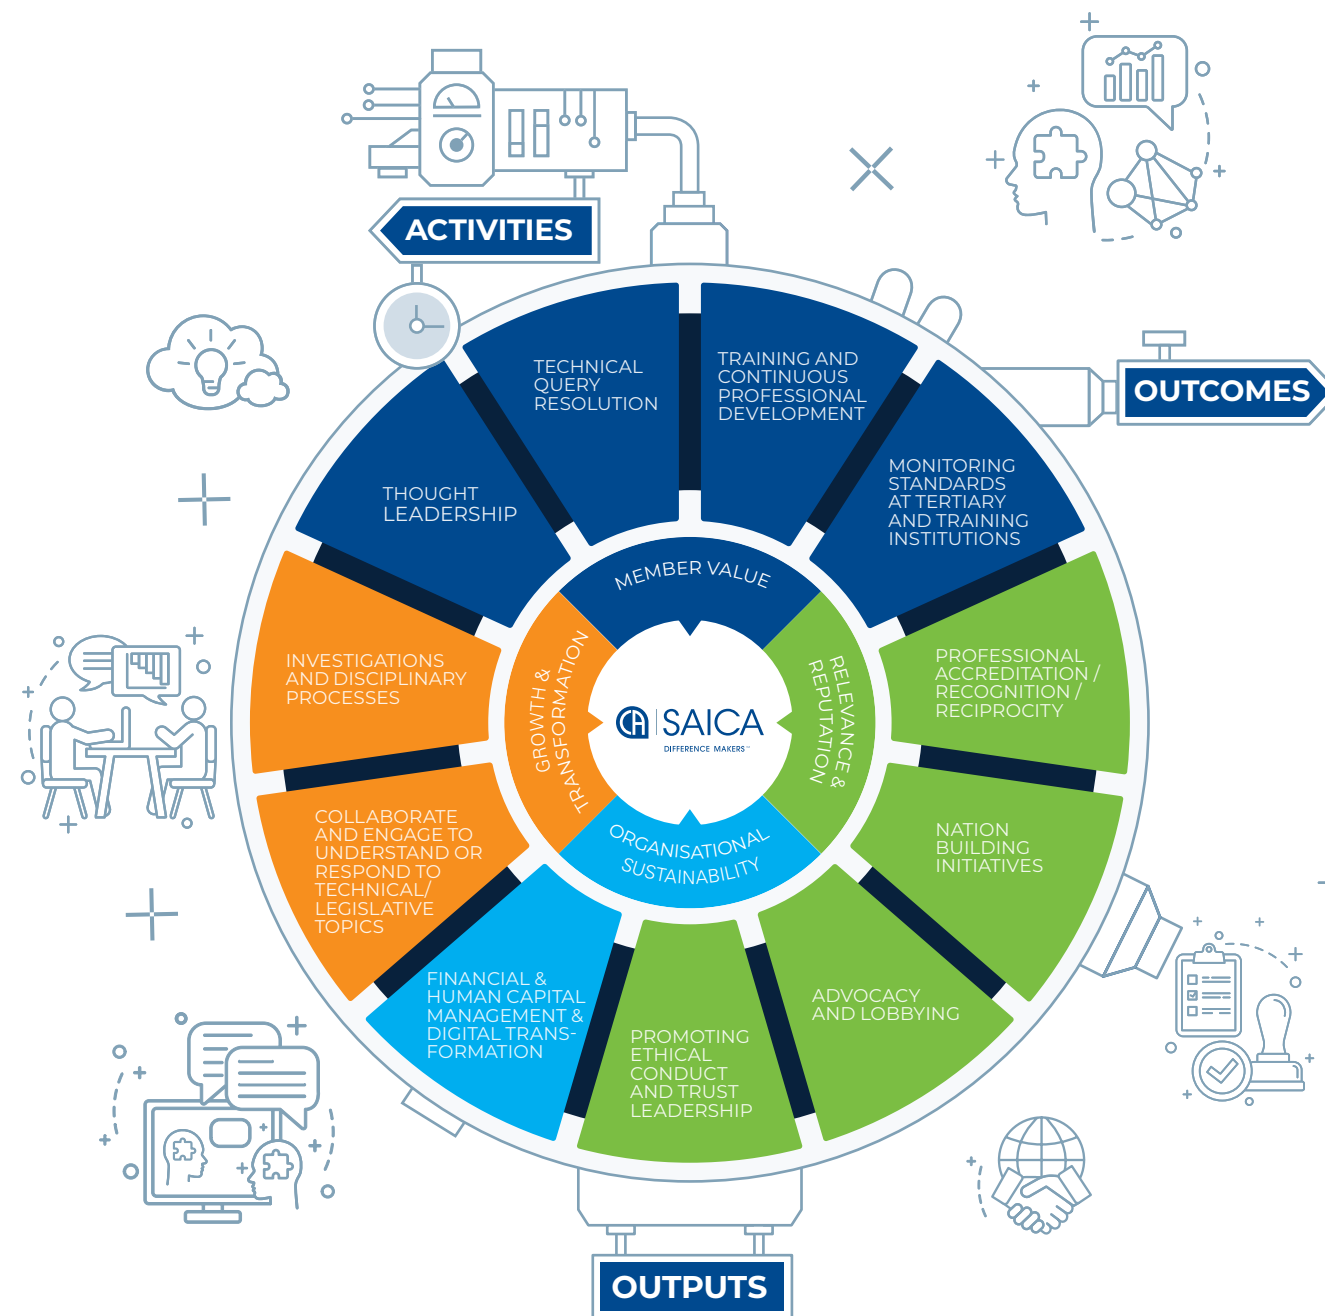 ACTIVITIES
OUTCOMES
TECHNICAL
QUERY
RESOLUTION
TRAINING AND
CONTINUOUS
PROFESSIONAL
DEVELOPMENT
MONITORING
STANDARDS
AT TERTIARY
AND TRAINING
INSTITUTIONS
THOUGHT
LEADERSHIP
INVESTIGATIONS
AND DISCIPLINARY
PROCESSES
PROFESSIONAL
ACCREDITATION /
RECOGNITION /
RECIPROCITY
MEMBER VALUE
GROWTH &
TRANSFORMATION
RELEVANCE &
REPUTATION
CA SAICA
DIFFERENCE MAKERS™
ORGANISATIONAL
SUSTAINABILITY
COLLABORATE
AND ENGAGE TO
UNDERSTAND OR
RESPOND TO
TECHNICAL/
LEGISLATIVE
TOPICS
NATION
BUILDING
INITIATIVES
FINANCIAL &
HUMAN CAPITAL
MANAGEMENT &
DIGITAL TRANS-
FORMATION
PROMOTING
ETHICAL
CONDUCT
AND TRUST
LEADERSHIP
ADVOCACY
AND LOBBYING
OUTPUTS